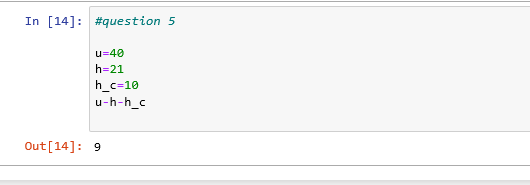 In [14]: #question 5
u=40
h=21
h_c=10
u-h-h_c
Out[14]: 9